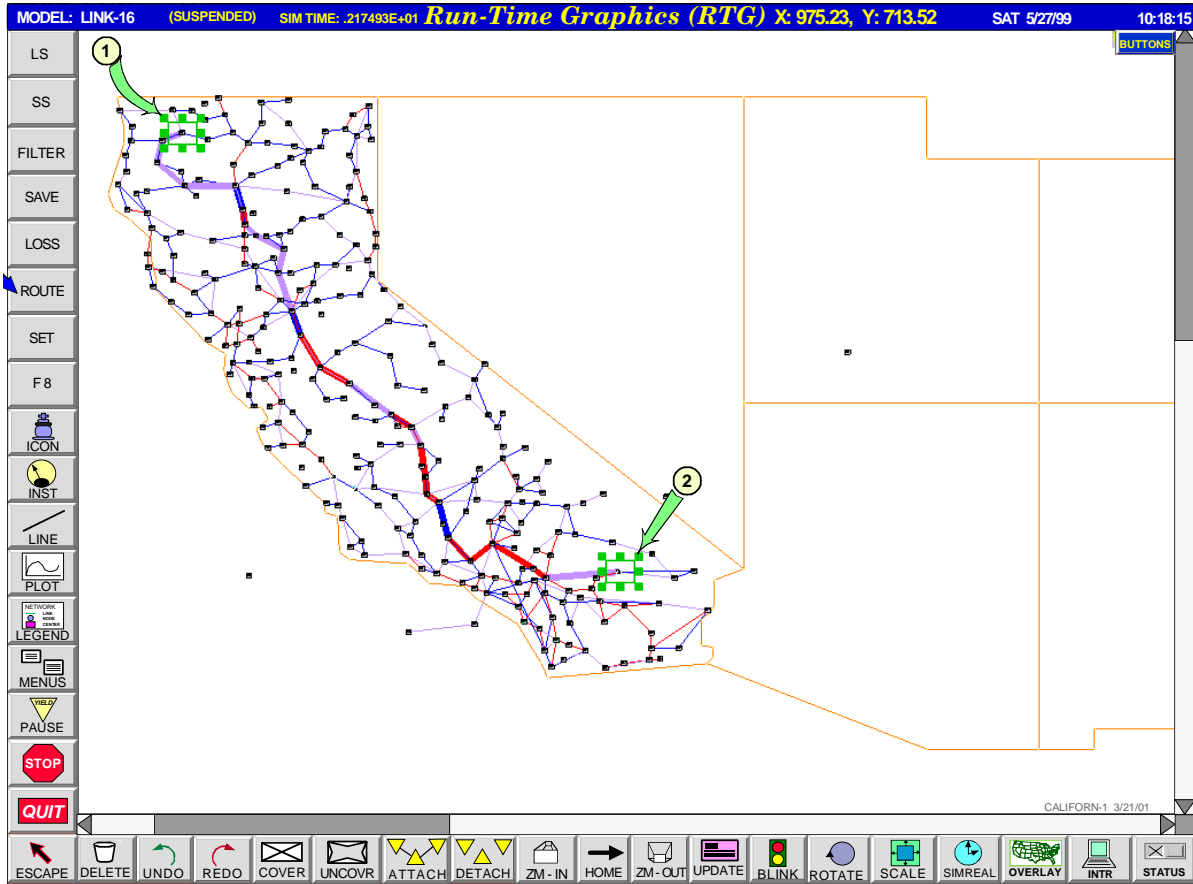 MODEL: LINK-16 (SUSPENDED) SIM TIME: .217493E+01 Run-Time Graphics (RTG) X: 975.23, Y: 713.52 SAT 5/27/99 10:18:15
BUTTONS
LS
SS
FILTER
SAVE
LOSS
ROUTE
SET
F 8
ICON
INST
LINE
PLOT
NETWORK
LINE
NODE
CENTER
LEGEND
MENUS
YIELD
PAUSE
STOP
QUIT
1
2
CALIFORN-1 3/21/01
ESCAPE DELETE UNDO REDO COVER UNCOVR ATTACH DETACH ZM - IN HOME ZM - OUT UPDATE BLINK ROTATE SCALE SIMREAL OVERLAY INTR STATUS